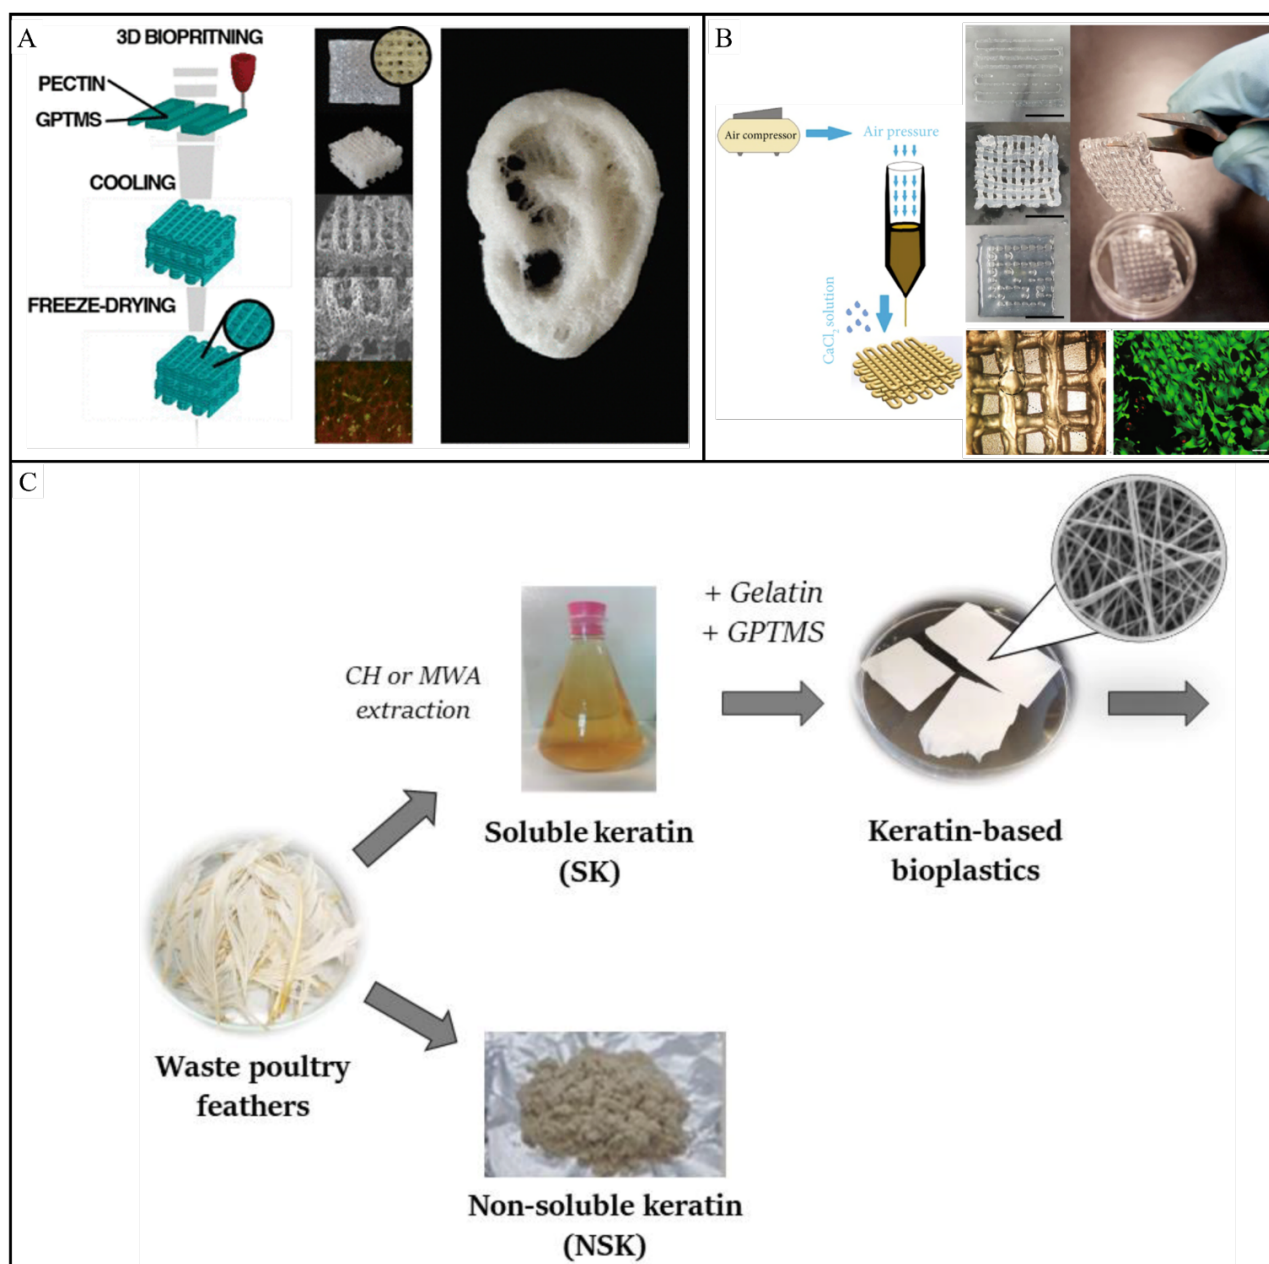 A
3D BIOPRITNING
PECTIN
GPTMS
COOLING
FREEZE-DRYING
B
Air compressor
Air pressure
CaCl₂ solution
C
CH or MWA
extraction
+ Gelatin
+ GPTMS
Soluble keratin
(SK)
Keratin-based
bioplastics
Waste poultry
feathers
Non-soluble keratin
(NSK)